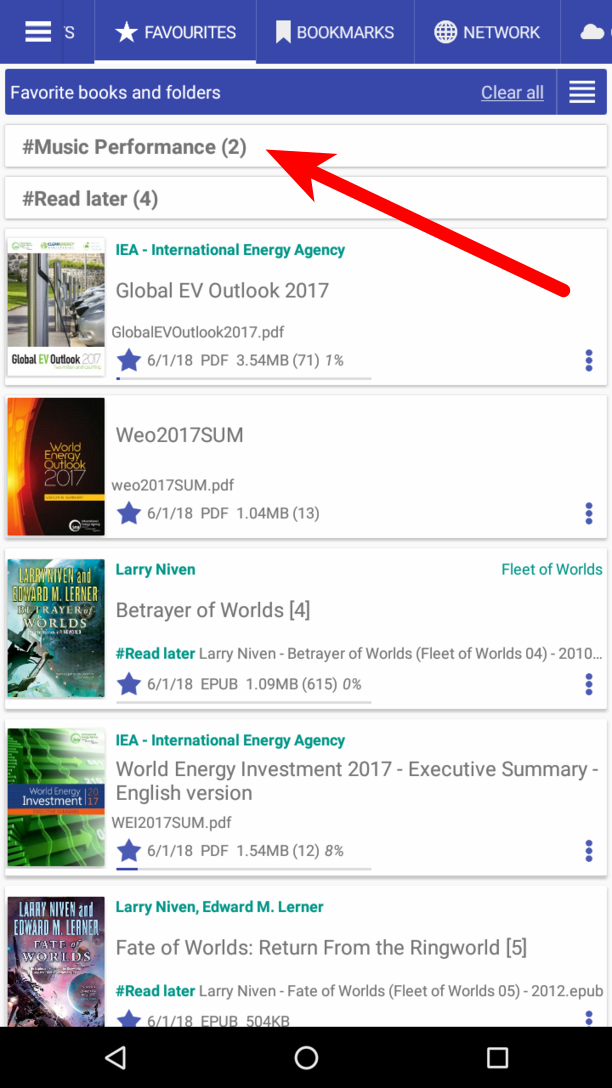 TS
FAVOURITES
BOOKMARKS
NETWORK
Favorite books and folders
Clear all
#Music Performance (2)
#Read later (4)
IEA - International Energy Agency
Global EV Outlook 2017
GlobalEVOutlook2017.pdf
6/1/18 PDF 3.54MB (71) 1%
Global EV Outlook 2017
Weo2017SUM
weo2017SUM.pdf
6/1/18 PDF 1.04MB (13)
World
Energy
Outlook
2017
Larry Niven
Fleet of Worlds
Betrayer of Worlds [4]
#Read later Larry Niven - Betrayer of Worlds (Fleet of Worlds 04) - 2010...
6/1/18 EPUB 1.09MB (615) 0%
LARRY NIVEN and
EDWARD M. LERNER
BETRAYER of
WORLDS
IEA - International Energy Agency
World Energy Investment 2017 - Executive Summary -
English version
WEI2017SUM.pdf
6/1/18 PDF 1.54MB (12) 8%
World Energy
Investment
2017
Larry Niven, Edward M. Lerner
Fate of Worlds: Return From the Ringworld [5]
#Read later Larry Niven - Fate of Worlds (Fleet of Worlds 05) - 2012.epub
6/1/18 EPUB 504KB
LARRY NIVEN and
EDWARD M. LERNER
FATE of
WORLDS